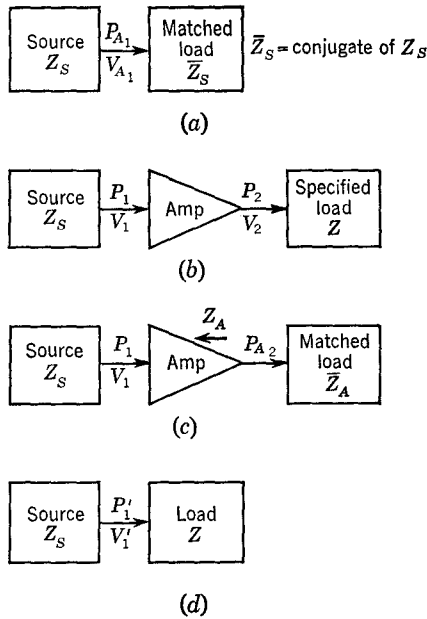 Source
Z_S
P_A1
V_A1
Matched
load
Z̅_S
Z̅_S = conjugate of Z_S
(a)
Source
Z_S
P_1
V_1
Amp
P_2
V_2
Specified
load
Z
(b)
Source
Z_S
P_1
V_1
Amp
Z_A
P_A2
Matched
load
Z̅_A
(c)
Source
Z_S
P_1'
V_1'
Load
Z
(d)